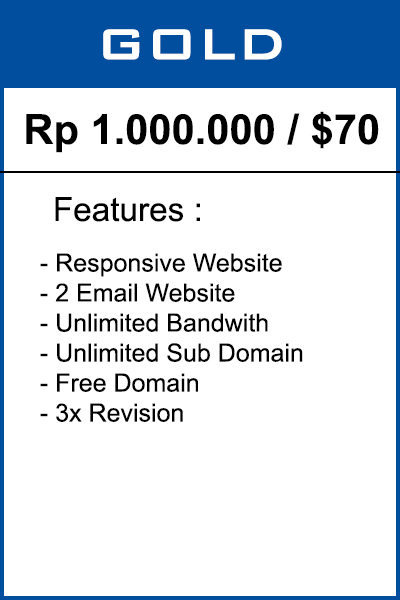 GOLD
Rp 1.000.000 / $70
Features :
- Responsive Website
- 2 Email Website
- Unlimited Bandwith
- Unlimited Sub Domain
- Free Domain
- 3x Revision